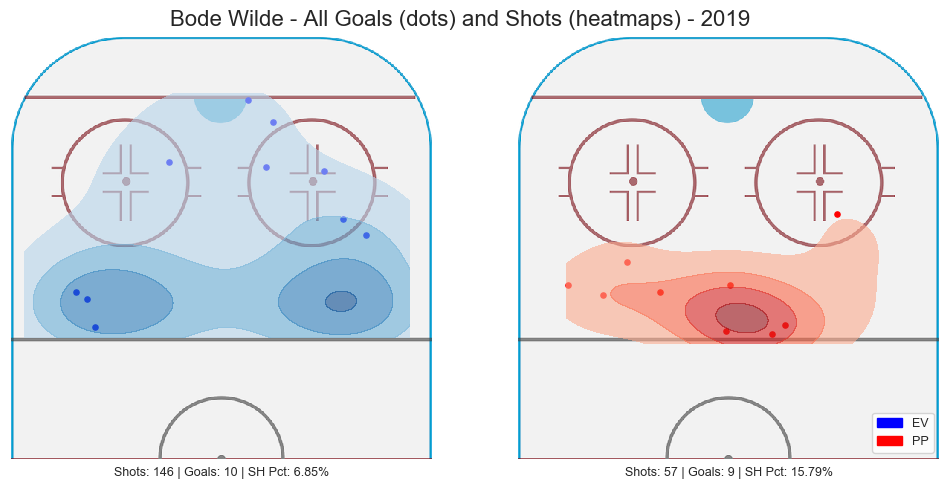 Bode Wilde - All Goals (dots) and Shots (heatmaps) - 2019
EV
PP
Shots: 146 | Goals: 10 | SH Pct: 6.85%
Shots: 57 | Goals: 9 | SH Pct: 15.79%